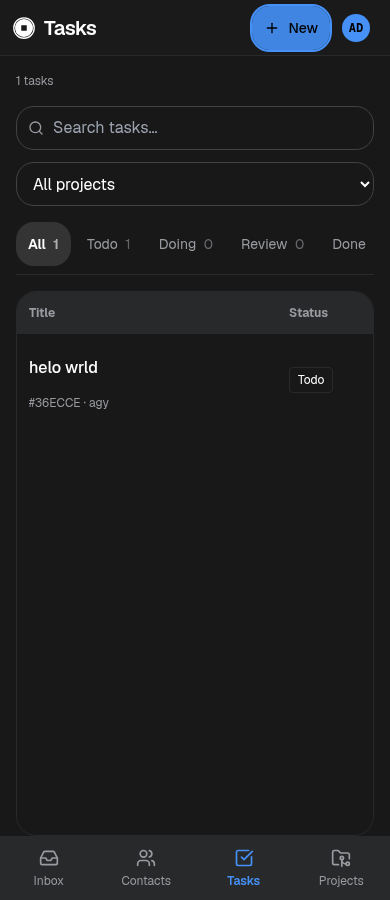 Tasks
+ New
AD
1 tasks
Search tasks...
All projects
All 1 Todo 1 Doing 0 Review 0 Done
Title Status
helo wrld
Todo
#36ECCE · agy
Inbox Contacts Tasks Projects